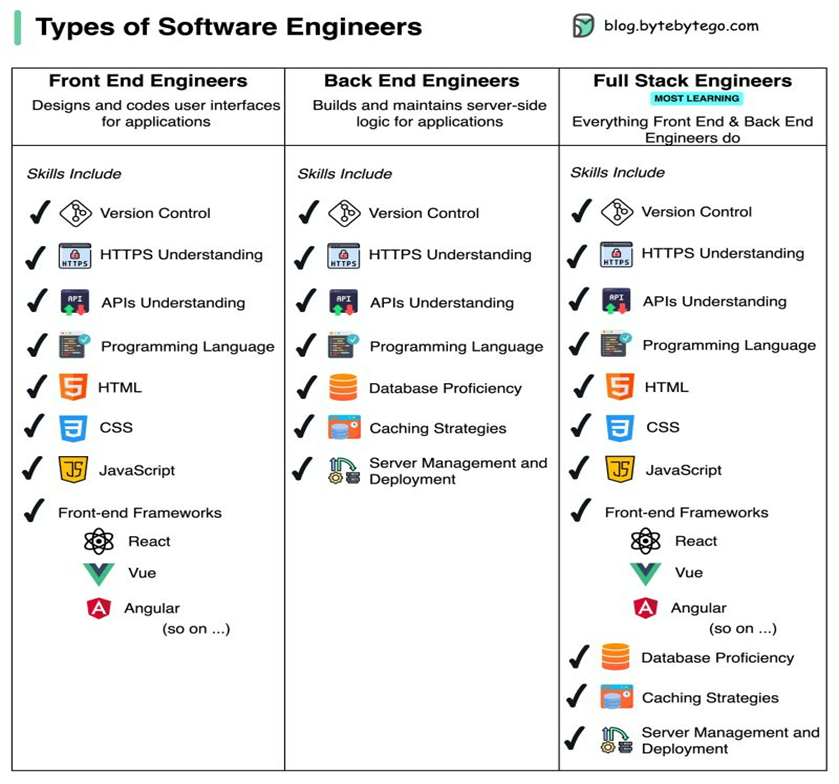 Types of Software Engineers
blog.bytebytego.com
Front End Engineers
Designs and codes user interfaces
for applications
Skills Include
Version Control
HTTPS
HTTPS Understanding
API
APIs Understanding
Programming Language
5
HTML
3
CSS
JS
JavaScript
Front-end Frameworks
React
Vue
A
Angular
(so on ...)
Back End Engineers
Builds and maintains server-side
logic for applications
Skills Include
Version Control
HTTPS
HTTPS Understanding
API
APIs Understanding
Programming Language
Database Proficiency
Caching Strategies
Server Management and
Deployment
Full Stack Engineers
MOST LEARNING
Everything Front End & Back End
Engineers do
Skills Include
Version Control
HTTPS
HTTPS Understanding
API
APIs Understanding
Programming Language
5
HTML
3
CSS
JS
JavaScript
Front-end Frameworks
React
Vue
A
Angular
(so on ...)
Database Proficiency
Caching Strategies
Server Management and
Deployment